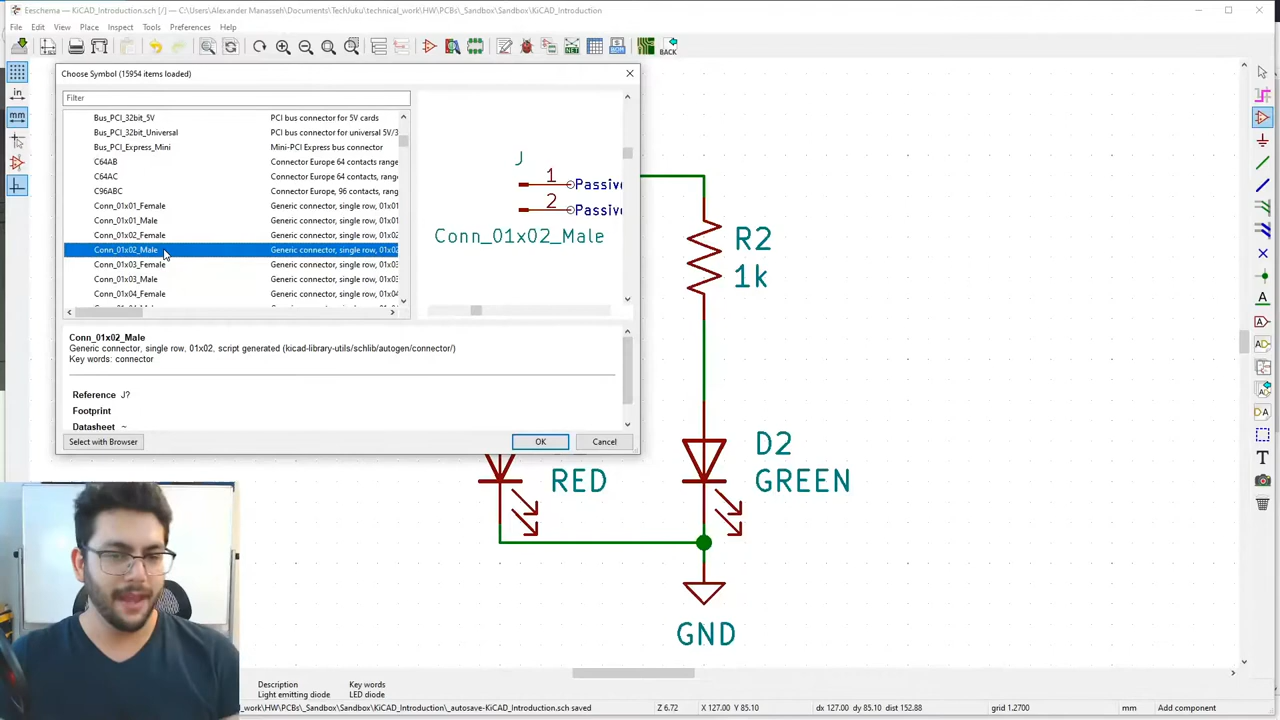 Eeschema — KiCAD_Introduction.sch [/] — C:\Users\Alexander Manasseh\Documents\TechJuku\technical_work\HW\PCBs\_Sandbox\Sandbox\KiCAD_Introduction
File Edit View Place Inspect Tools Preferences Help
BACK
Choose Symbol (15954 items loaded)
Filter
in
mm
Bus_PCI_32bit_5V PCI bus connector for 5V cards
Bus_PCI_32bit_Universal PCI bus connector for universal 5V/3
Bus_PCI_Express_Mini Mini-PCI Express bus connector
C64AB Connector Europe 64 contacts range
C64AC Connector Europe 64 contacts range
C96ABC Connector Europe, 96 contacts, range
Conn_01x01_Female Generic connector, single row, 01x01
Conn_01x01_Male Generic connector, single row, 01x01
Conn_01x02_Female Generic connector, single row, 01x02
Conn_01x02_Male Generic connector, single row, 01x02
Conn_01x03_Female Generic connector, single row, 01x03
Conn_01x03_Male Generic connector, single row, 01x03
Conn_01x04_Female Generic connector, single row, 01x04
J
1 Passive
2 Passive
Conn_01x02_Male
Conn_01x02_Male
Generic connector, single row, 01x02, script generated (kicad-library-utils/schlib/autogen/connector/)
Key words: connector
Reference J?
Footprint
Datasheet ~
Select with Browser OK Cancel
R2
1k
D2
RED
GREEN
GND
A
A
A
A
T
Description Key words
Light emitting diode LED diode
_work\HW\PCBs\_Sandbox\Sandbox\KiCAD_Introduction\_autosave-KiCAD_Introduction.sch saved Z 6.72 X 127.00 Y 85.10 dx 127.00 dy 85.10 dist 152.88 grid 1.2700 mm Add component